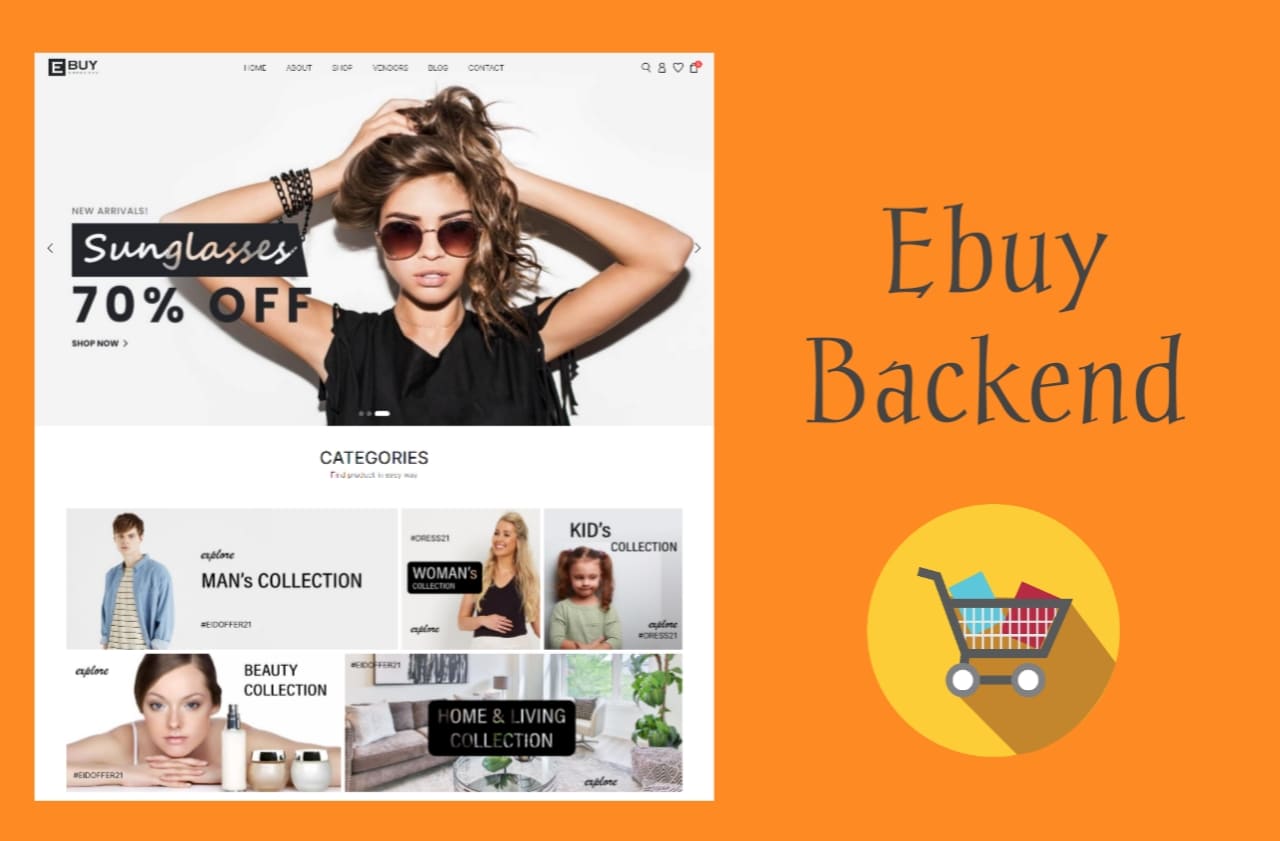 E BUY
HOME ABOUT SHOP VENDORS BLOG CONTACT
NEW ARRIVALS!
Sunglasses
70% OFF
SHOP NOW
CATEGORIES
Find product in easy way
explore
MAN's COLLECTION
#EIDOFFER21
#DRESS21
WOMAN's
COLLECTION
explore
KID's
COLLECTION
explore
#DRESS21
explore
BEAUTY
COLLECTION
#EIDOFFER21
#EIDOFFER21
HOME & LIVING
COLLECTION
explore
Ebuy
Backend